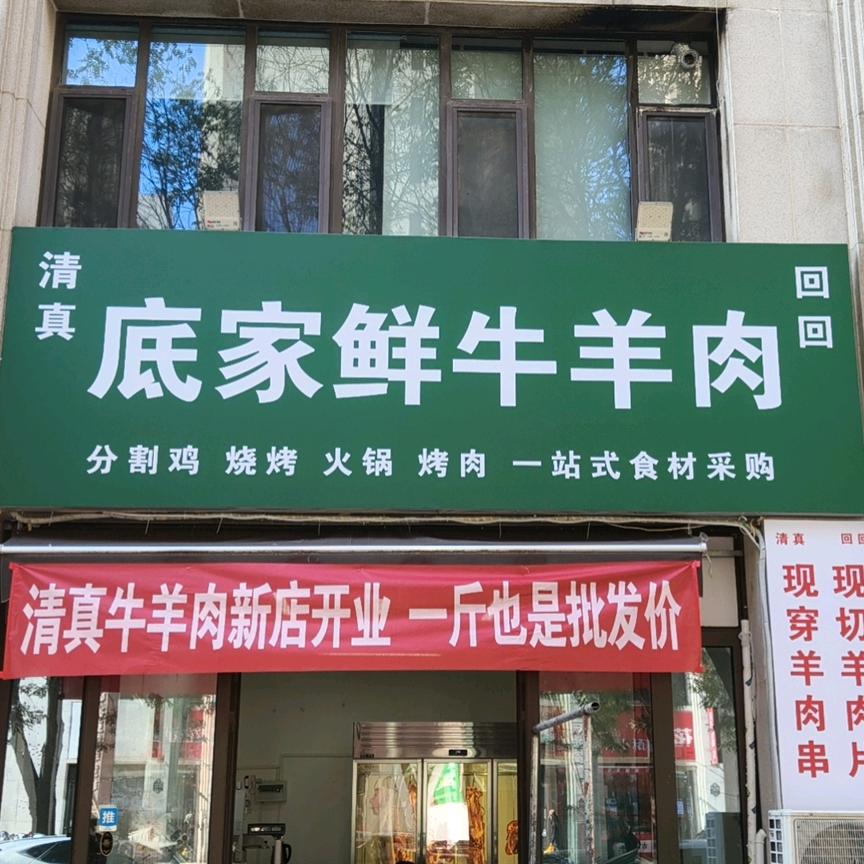 清真
回回
底家鲜牛羊肉
分割鸡 烧烤 火锅 烤肉 一站式食材采购
清真牛羊肉新店开业 一斤也是批发价
清真 回回
现穿羊肉串
现切羊肉片
推